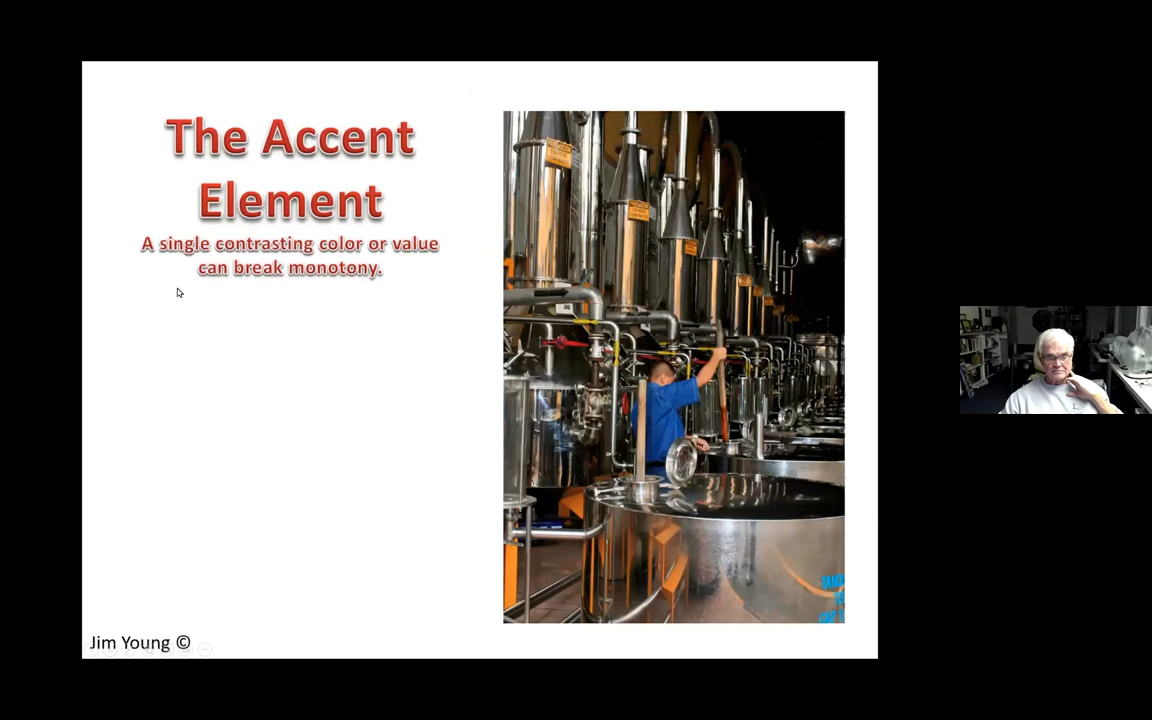 The Accent
Element
A single contrasting color or value
can break monotony.
Jim Young ©